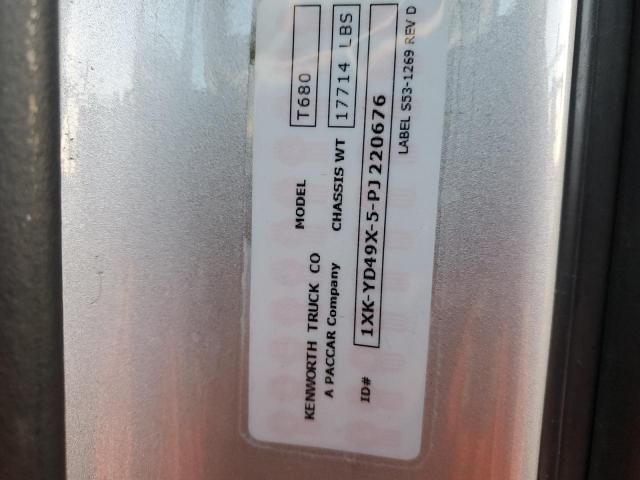 KENWORTH TRUCK CO MODEL T680
A PACCAR Company CHASSIS WT 17714 LBS
ID# 1XK-YD49X-5-PJ220676
LABEL S53-1269 REV D